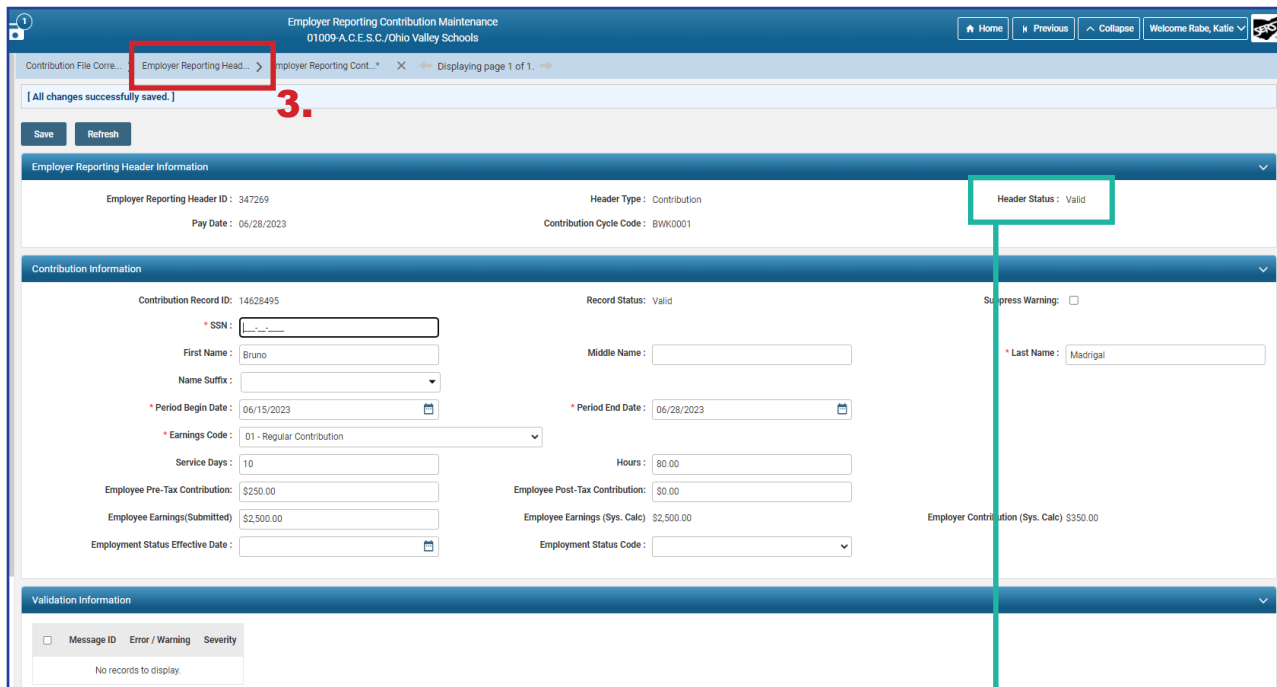 1
Employer Reporting Contribution Maintenance
01009-A.C.E.S.C./Ohio Valley Schools
Home Previous Collapse Welcome Rabe, Katie SERS
Contribution File Corre... Employer Reporting Head... mployer Reporting Cont...* X Displaying page 1 of 1.
[ All changes successfully saved. ]
3.
Save Refresh
Employer Reporting Header Information
Employer Reporting Header ID : 347269 Header Type : Contribution Header Status : Valid
Pay Date : 06/28/2023 Contribution Cycle Code : BWK0001
Contribution Information
Contribution Record ID: 14628495 Record Status: Valid Suppress Warning:
* SSN : ___-__-____
First Name : Bruno Middle Name : * Last Name : Madrigal
Name Suffix :
* Period Begin Date : 06/15/2023 * Period End Date : 06/28/2023
* Earnings Code : 01 - Regular Contribution
Service Days : 10 Hours : 80.00
Employee Pre-Tax Contribution: $250.00 Employee Post-Tax Contribution: $0.00
Employee Earnings(Submitted) $2,500.00 Employee Earnings (Sys. Calc) $2,500.00 Employer Contribution (Sys. Calc) $350.00
Employment Status Effective Date : Employment Status Code :
Validation Information
Message ID Error / Warning Severity
No records to display.